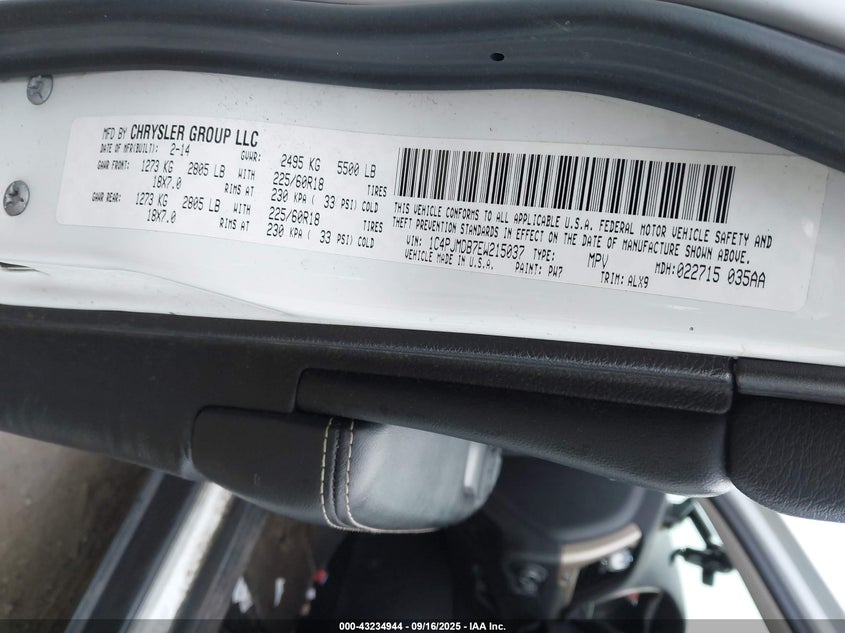 MFD BY CHRYSLER GROUP LLC
DATE OF MFR(BUILT): 2-14 GVWR: 2495 KG 5500 LB
GAWR FRONT: 1273 KG 2805 LB WITH 225/60R18 TIRES
18X7.0 RIMS AT 230 KPA ( 33 PSI) COLD
GAWR REAR: 1273 KG 2805 LB WITH 225/60R18 TIRES
18X7.0 RIMS AT 230 KPA ( 33 PSI) COLD
THIS VEHICLE CONFORMS TO ALL APPLICABLE U.S.A. FEDERAL MOTOR VEHICLE SAFETY AND
THEFT PREVENTION STANDARDS IN EFFECT ON THE DATE OF MANUFACTURE SHOWN ABOVE.
VIN: 1C4PJMDB7EW215037 TYPE: MPV MDH:022715 035AA
VEHICLE MADE IN U.S.A. PAINT: PW7 TRIM: ALX9
000-43234944 - 09/16/2025 - IAA Inc.